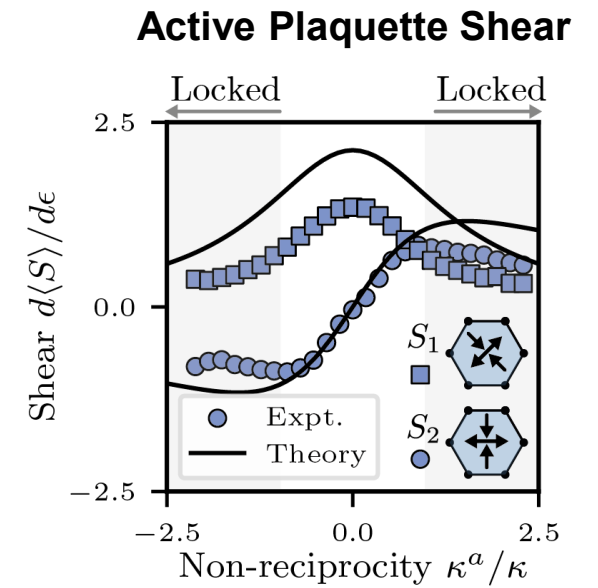 Active Plaquette Shear
Locked Locked
2.5
0.0
−2.5
Shear d⟨S⟩/dϵ
S₁
S₂
Expt.
Theory
−2.5 0.0 2.5
Non-reciprocity κᵃ/κ